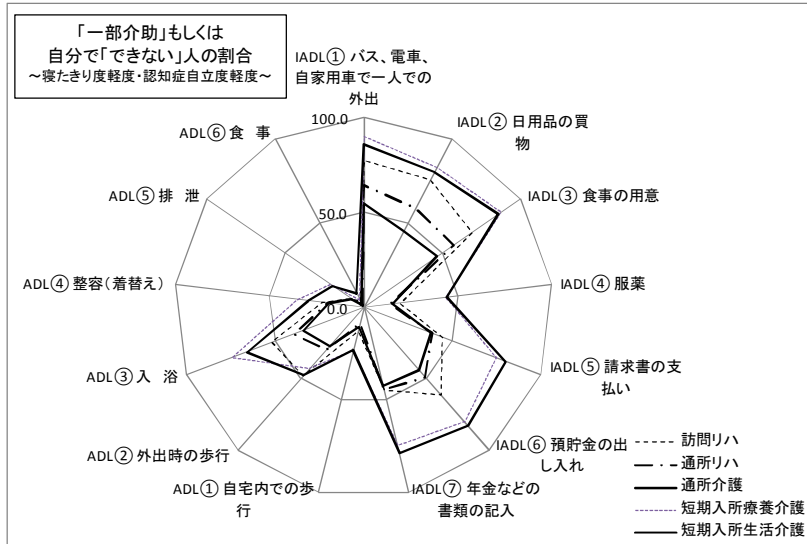 「一部介助」もしくは
自分で「できない」人の割合
～寝たきり度軽度・認知症自立度軽度～
IADL① バス、電車、
自家用車で一人での
外出
IADL② 日用品の買
物
IADL③ 食事の用意
IADL④ 服薬
IADL⑤ 請求書の支
払い
IADL⑥ 預貯金の出
し入れ
IADL⑦ 年金などの
書類の記入
ADL① 自宅内での歩
行
ADL② 外出時の歩行
ADL③ 入　浴
ADL④ 整容（着替え）
ADL⑤ 排　泄
ADL⑥ 食　事
100.0
50.0
0.0
訪問リハ
通所リハ
通所介護
短期入所療養介護
短期入所生活介護